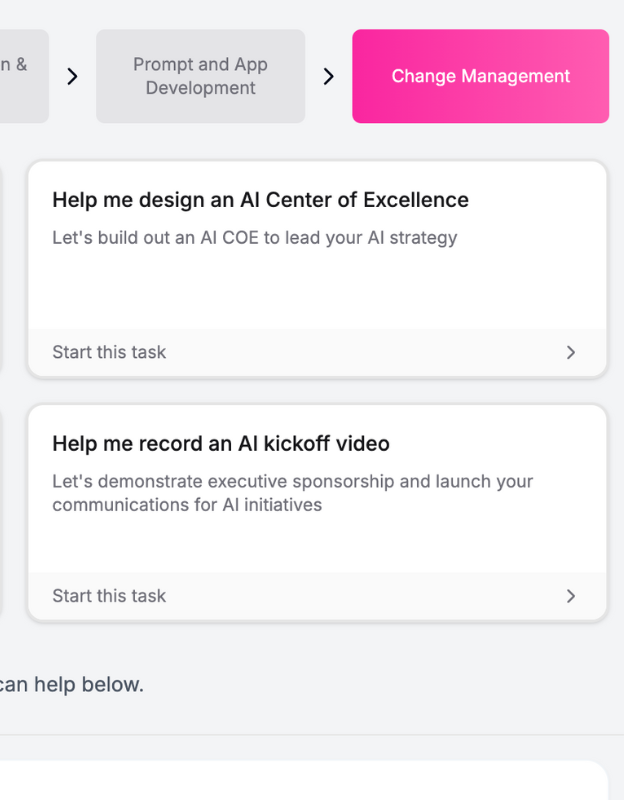 n &
Prompt and App
Development
Change Management
Help me design an AI Center of Excellence
Let's build out an AI COE to lead your AI strategy
Start this task
Help me record an AI kickoff video
Let's demonstrate executive sponsorship and launch your
communications for AI initiatives
Start this task
can help below.